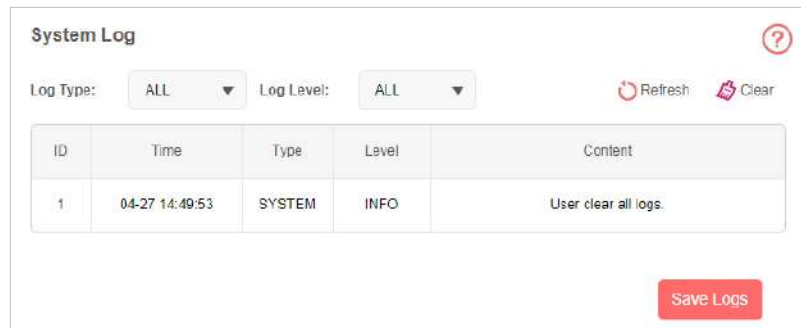 System Log
?
Log Type: ALL Log Level: ALL Refresh Clear
ID Time Type Level Content
1 04-27 14:49:53 SYSTEM INFO User clear all logs.
Save Logs